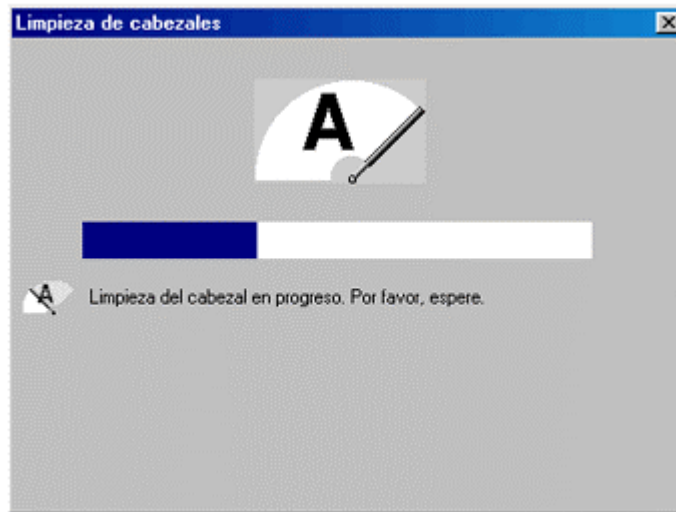 Limpieza de cabezales
A
A
Limpieza del cabezal en progreso. Por favor, espere.